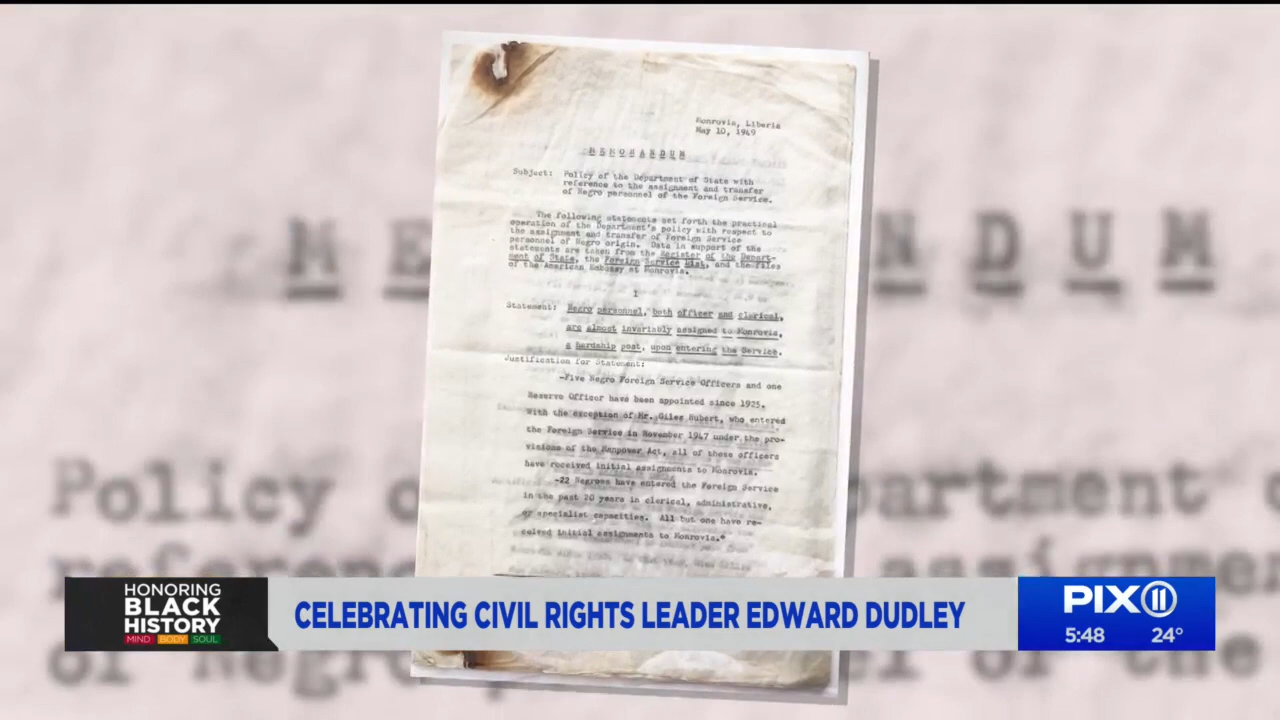 Monrovia, Liberia
May 10, 1949
MEMORANDUM
Subject: Policy of the Department of State with
reference to the assignment and transfer
of Negro personnel of the Foreign Service.
The following statements set forth the practical
operation of the Department's policy with respect to
the assignment and transfer of Foreign Service
personnel of Negro origin. Data in support of the
statements are taken from the Register of the Depart-
ment of State, the Foreign Service List, and the files
of the American Embassy at Monrovia.
I
Statement: Negro personnel, both officer and clerical,
are almost invariably assigned to Monrovia,
a hardship post, upon entering the Service.
Justification for Statement:
-Five Negro Foreign Service Officers and one
Reserve Officer have been appointed since 1925.
With the exception of Mr. Giles Hubert, who entered
the Foreign Service in November 1947 under the pro-
visions of the Manpower Act, all of these officers
have received initial assignments to Monrovia.
-22 Negroes have entered the Foreign Service
in the past 20 years in clerical, administrative,
or specialist capacities. All but one have re-
ceived initial assignments to Monrovia.*
HONORING
BLACK
HISTORY
MIND BODY SOUL
CELEBRATING CIVIL RIGHTS LEADER EDWARD DUDLEY
PIX11
5:48 24°